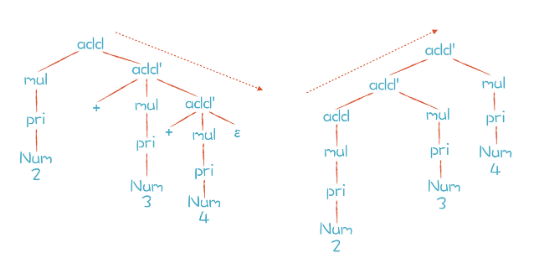 add
mul add'
pri + mul add'
Num 2 pri + mul ε
Num 3 pri
Num 4
add'
add' mul
add mul pri
mul pri Num 4
pri Num 3
Num 2